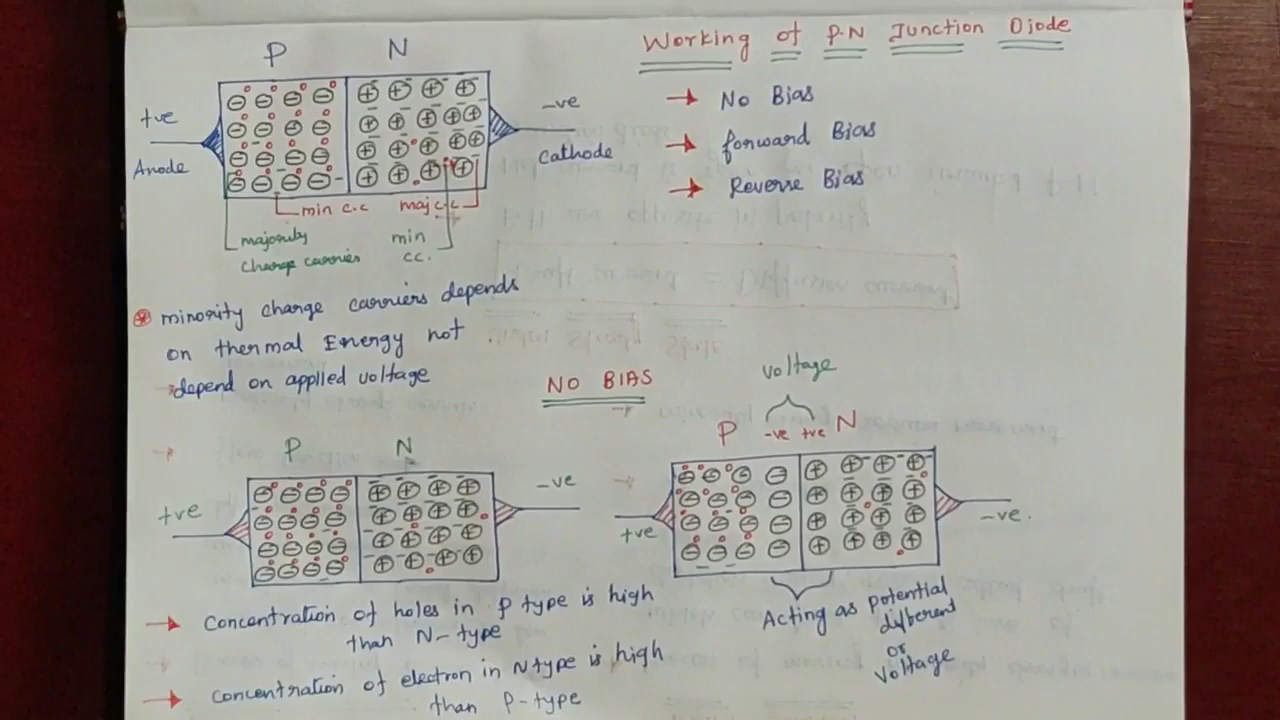 Working of P-N Junction Diode
→ No Bias
→ forward Bias
→ Reverse Bias
P N
+ve
Anode
-ve
Cathode
min c.c
maj c.c
majority
charge carries
min
cc.
minority charge carriers depends
on thermal Energy not
depend on applled voltage
NO BIAS
P N
+ve
-ve
voltage
P -ve +ve N
+ve
-ve.
Acting as potential
different
or
voltage
→ Concentration of holes in p type is high
than N-type
→ Concentration of electron in N type is high
than P-type